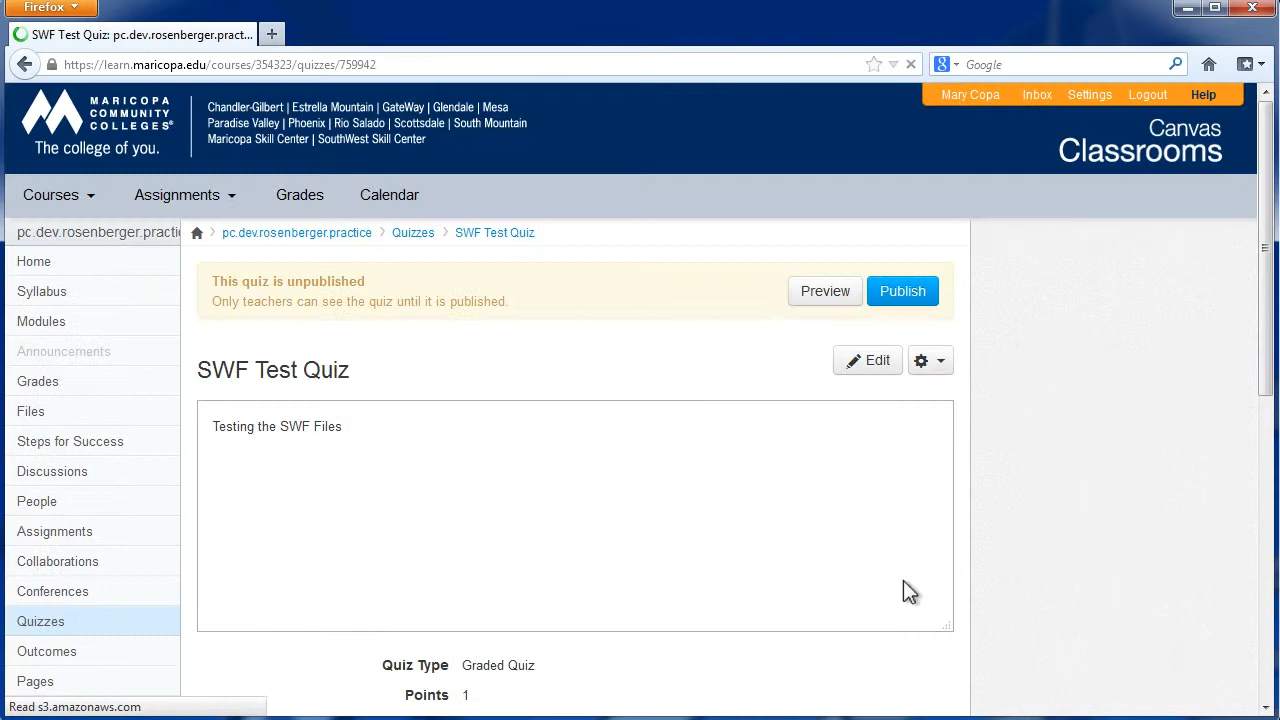 Firefox
SWF Test Quiz: pc.dev.rosenberger.pract...
https://learn.maricopa.edu/courses/354323/quizzes/759942
Google
MARICOPA
COMMUNITY
COLLEGES®
The college of you.
Chandler-Gilbert | Estrella Mountain | GateWay | Glendale | Mesa
Paradise Valley | Phoenix | Rio Salado | Scottsdale | South Mountain
Maricopa Skill Center | SouthWest Skill Center
Mary Copa Inbox Settings Logout Help
Canvas
Classrooms
Courses Assignments Grades Calendar
pc.dev.rosenberger.practi
pc.dev.rosenberger.practice Quizzes SWF Test Quiz
Home
Syllabus
Modules
Announcements
Grades
Files
Steps for Success
Discussions
People
Assignments
Collaborations
Conferences
Quizzes
Outcomes
Pages
This quiz is unpublished
Only teachers can see the quiz until it is published.
Preview Publish
SWF Test Quiz
Edit
Testing the SWF Files
Quiz Type Graded Quiz
Points 1
Read s3.amazonaws.com